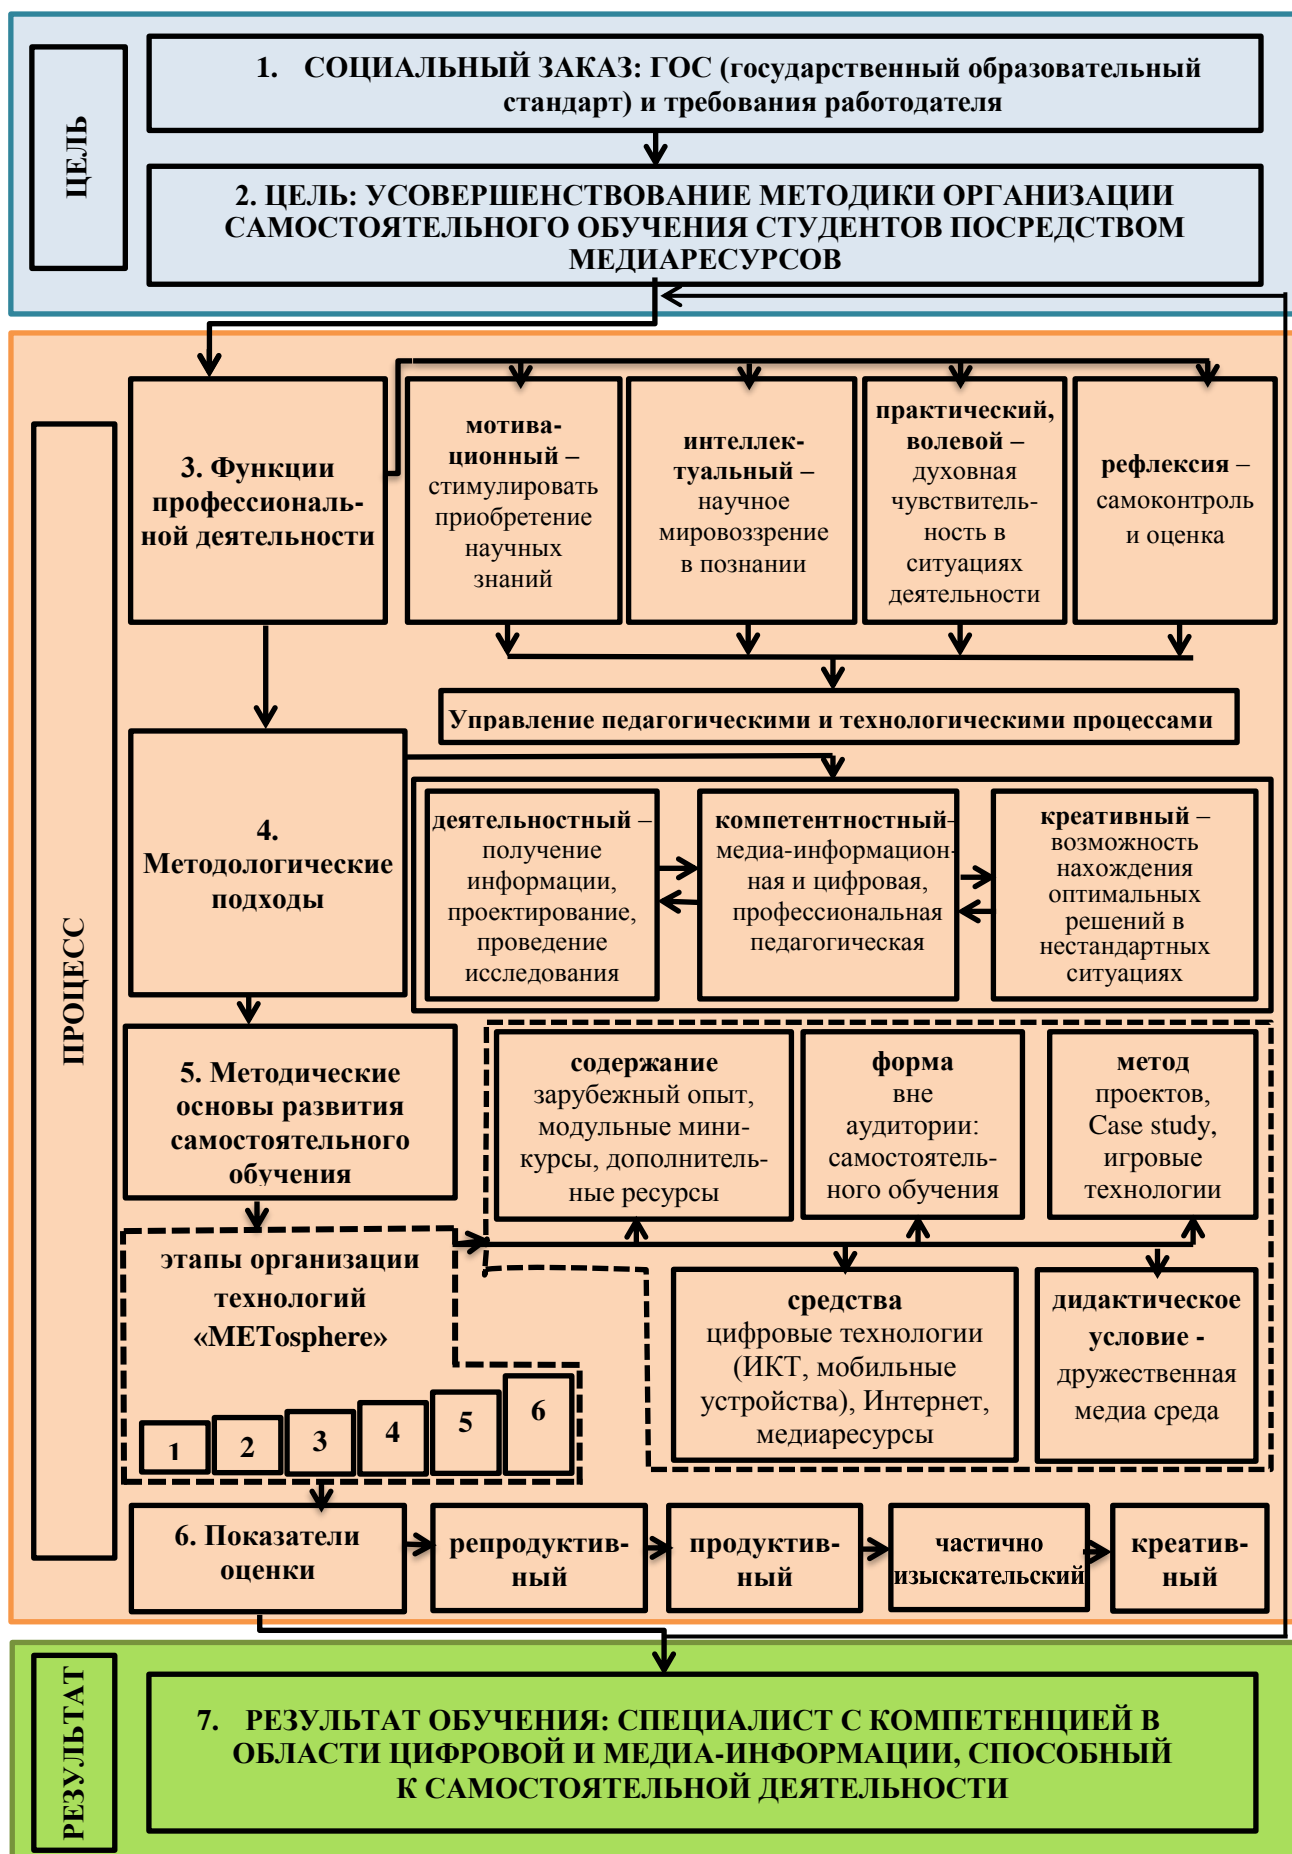 ЦЕЛЬ
1. СОЦИАЛЬНЫЙ ЗАКАЗ: ГОС (государственный образовательный
стандарт) и требования работодателя
2. ЦЕЛЬ: УСОВЕРШЕНСТВОВАНИЕ МЕТОДИКИ ОРГАНИЗАЦИИ
САМОСТОЯТЕЛЬНОГО ОБУЧЕНИЯ СТУДЕНТОВ ПОСРЕДСТВОМ
МЕДИАРЕСУРСОВ
ПРОЦЕСС
3. Функции
профессиональ-
ной деятельности
мотива-
ционный –
стимулировать
приобретение
научных
знаний
интеллек-
туальный –
научное
мировоззрение
в познании
практический,
волевой –
духовная
чувствитель-
ность в
ситуациях
деятельности
рефлексия –
самоконтроль
и оценка
Управление педагогическими и технологическими процессами
4.
Методологические
подходы
деятельностный –
получение
информации,
проектирование,
проведение
исследования
компетентностный–
медиа-информацион-
ная и цифровая,
профессиональная
педагогическая
креативный –
возможность
нахождения
оптимальных
решений в
нестандартных
ситуациях
5. Методические
основы развития
самостоятельного
обучения
содержание
зарубежный опыт,
модульные мини-
курсы, дополнитель-
ные ресурсы
форма
вне
аудитории:
самостоятель-
ного обучения
метод
проектов,
Case study,
игровые
технологии
этапы организации
технологий
«METosphere»
1
2
3
4
5
6
средства
цифровые технологии
(ИКТ, мобильные
устройства), Интернет,
медиаресурсы
дидактическое
условие -
дружественная
медиа среда
6. Показатели
оценки
репродуктив-
ный
продуктив-
ный
частично
изыскательский
креатив-
ный
РЕЗУЛЬТАТ
7. РЕЗУЛЬТАТ ОБУЧЕНИЯ: СПЕЦИАЛИСТ С КОМПЕТЕНЦИЕЙ В
ОБЛАСТИ ЦИФРОВОЙ И МЕДИА-ИНФОРМАЦИИ, СПОСОБНЫЙ
К САМОСТОЯТЕЛЬНОЙ ДЕЯТЕЛЬНОСТИ